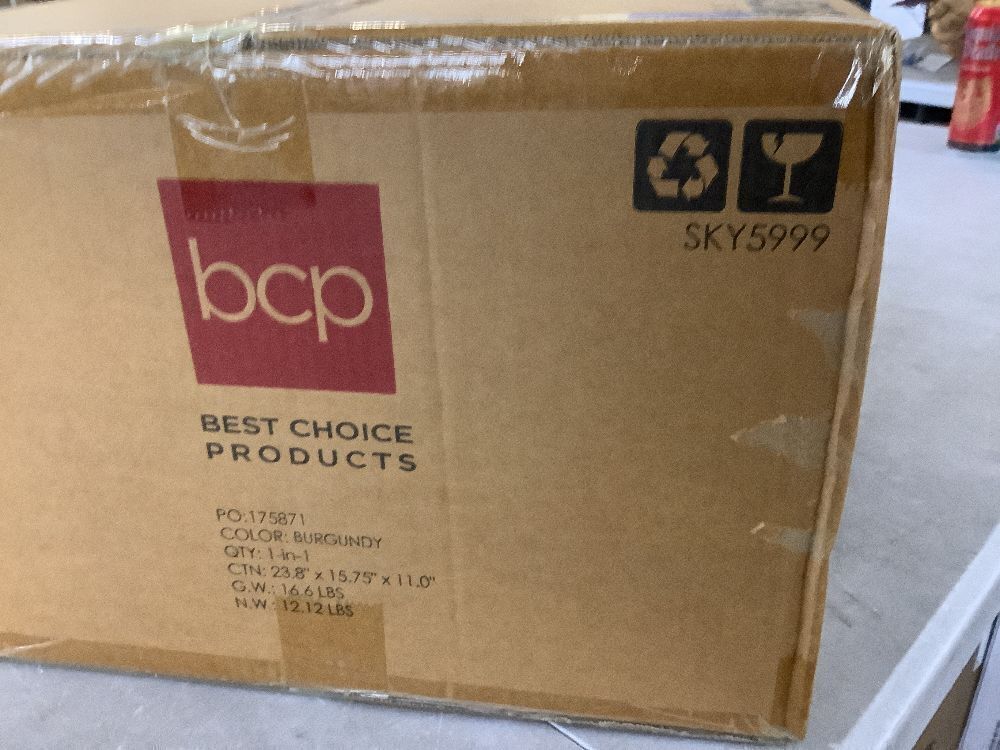 bcp
BEST CHOICE
PRODUCTS
SKY5999
PO:175871
COLOR: BURGUNDY
QTY: 1-in-1
CTN: 23.8" x 15.75" x 11.0"
G.W.: 16.6 LBS
N.W.: 12.12 LBS